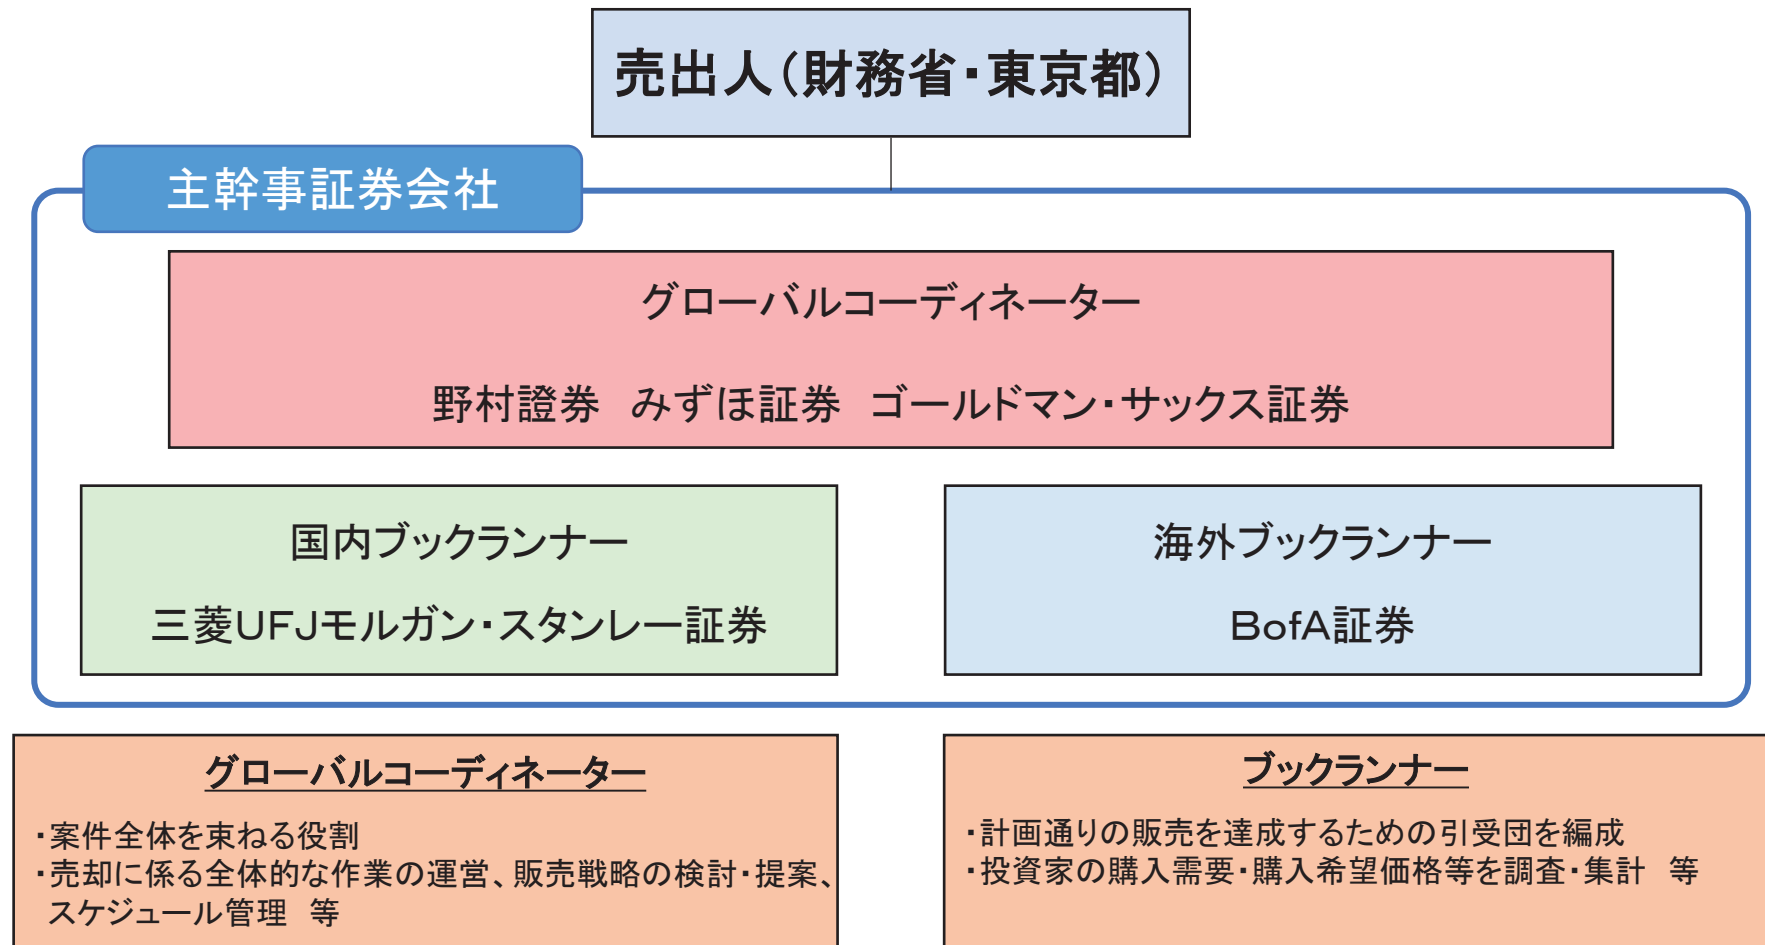 売出人（財務省・東京都）
主幹事証券会社
グローバルコーディネーター
野村證券　みずほ証券　ゴールドマン・サックス証券
国内ブックランナー
三菱UFJモルガン・スタンレー証券
海外ブックランナー
BofA証券
グローバルコーディネーター
・案件全体を束ねる役割
・売却に係る全体的な作業の運営、販売戦略の検討・提案、
スケジュール管理　等
ブックランナー
・計画通りの販売を達成するための引受団を編成
・投資家の購入需要・購入希望価格等を調査・集計　等